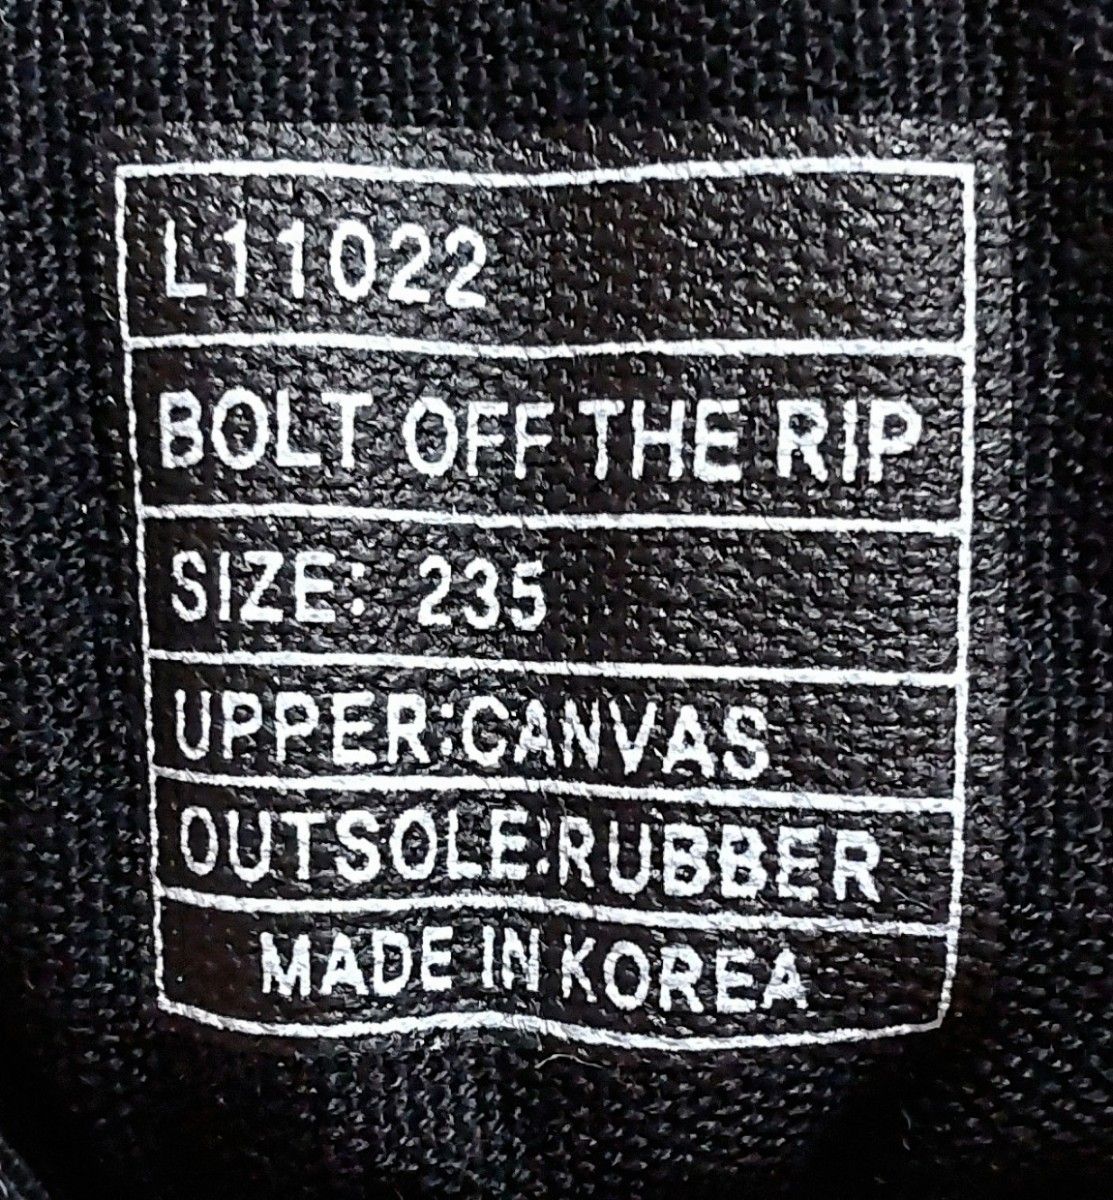 L11022
BOLT OFF THE RIP
SIZE: 235
UPPER:CANVAS
OUTSOLE:RUBBER
MADE IN KOREA